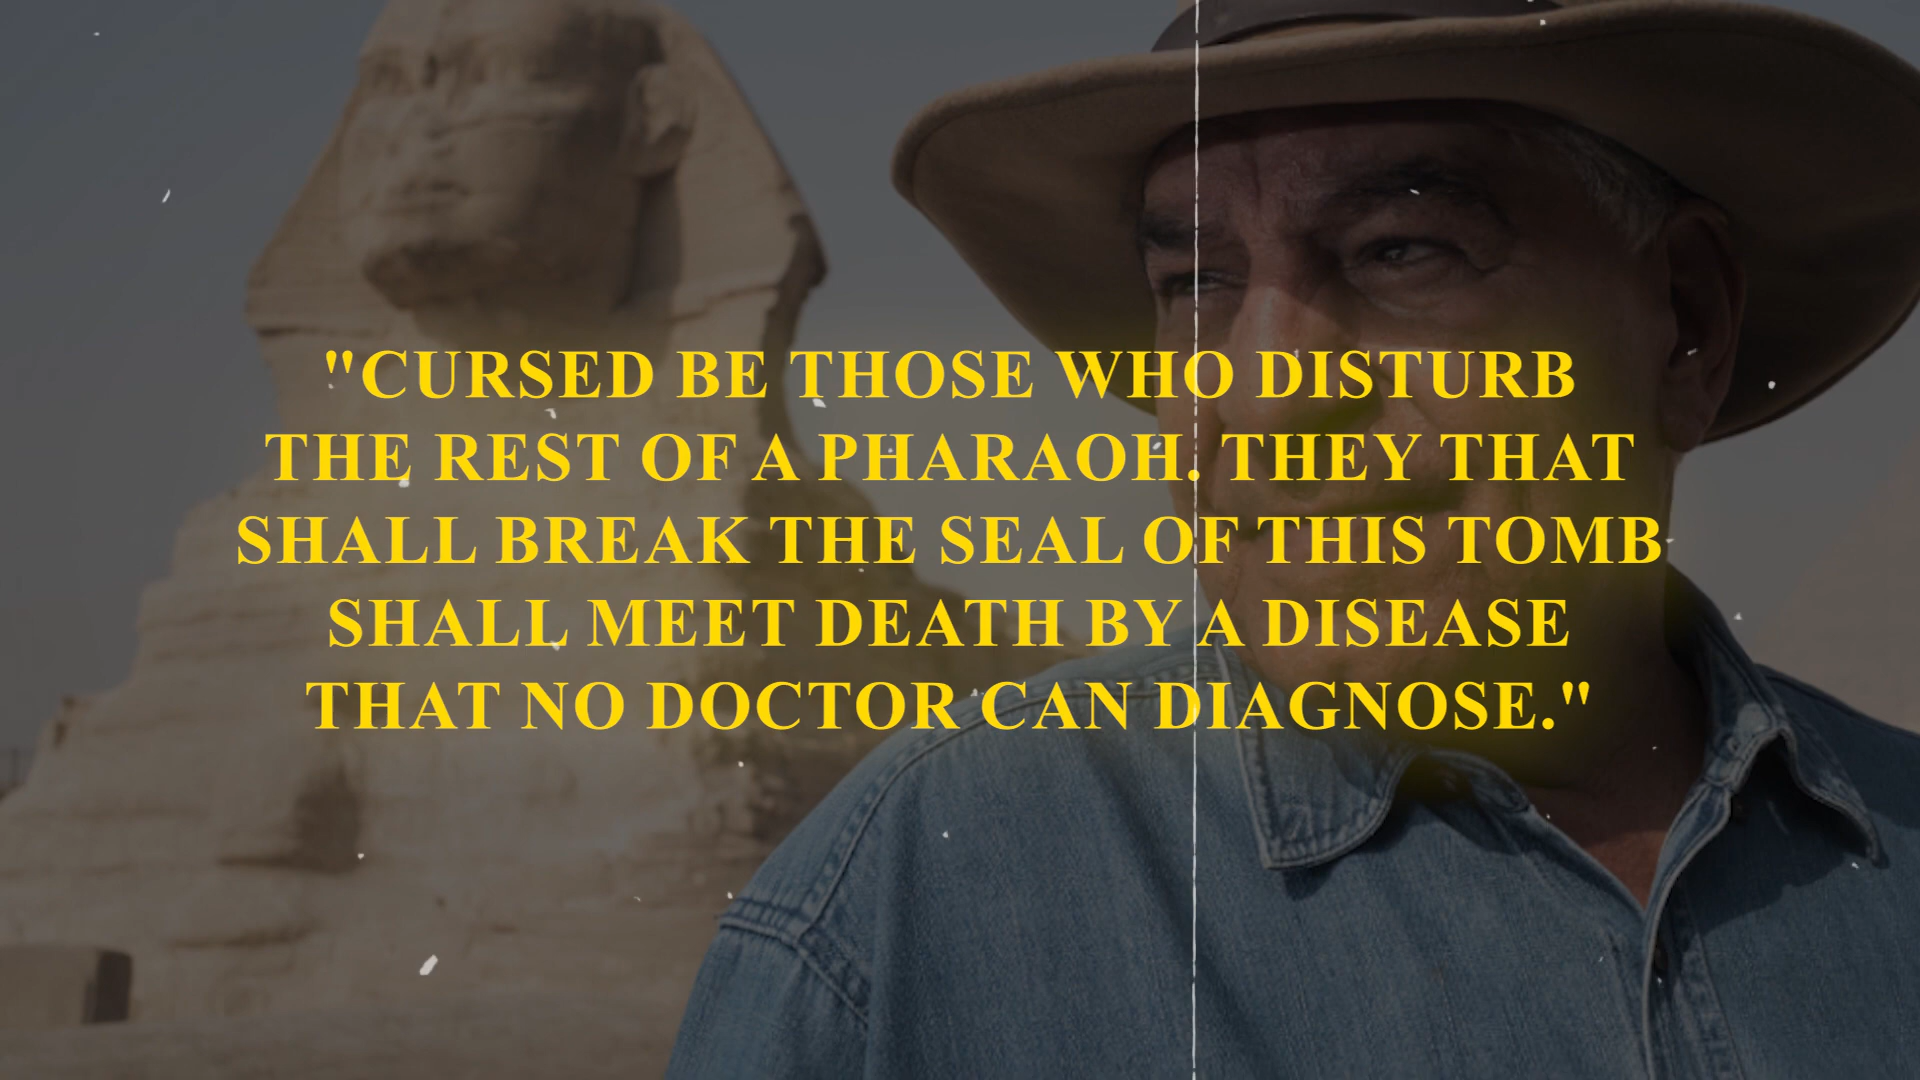 "CURSED BE THOSE WHO DISTURB
THE REST OF A PHARAOH. THEY THAT
SHALL BREAK THE SEAL OF THIS TOMB
SHALL MEET DEATH BY A DISEASE
THAT NO DOCTOR CAN DIAGNOSE."